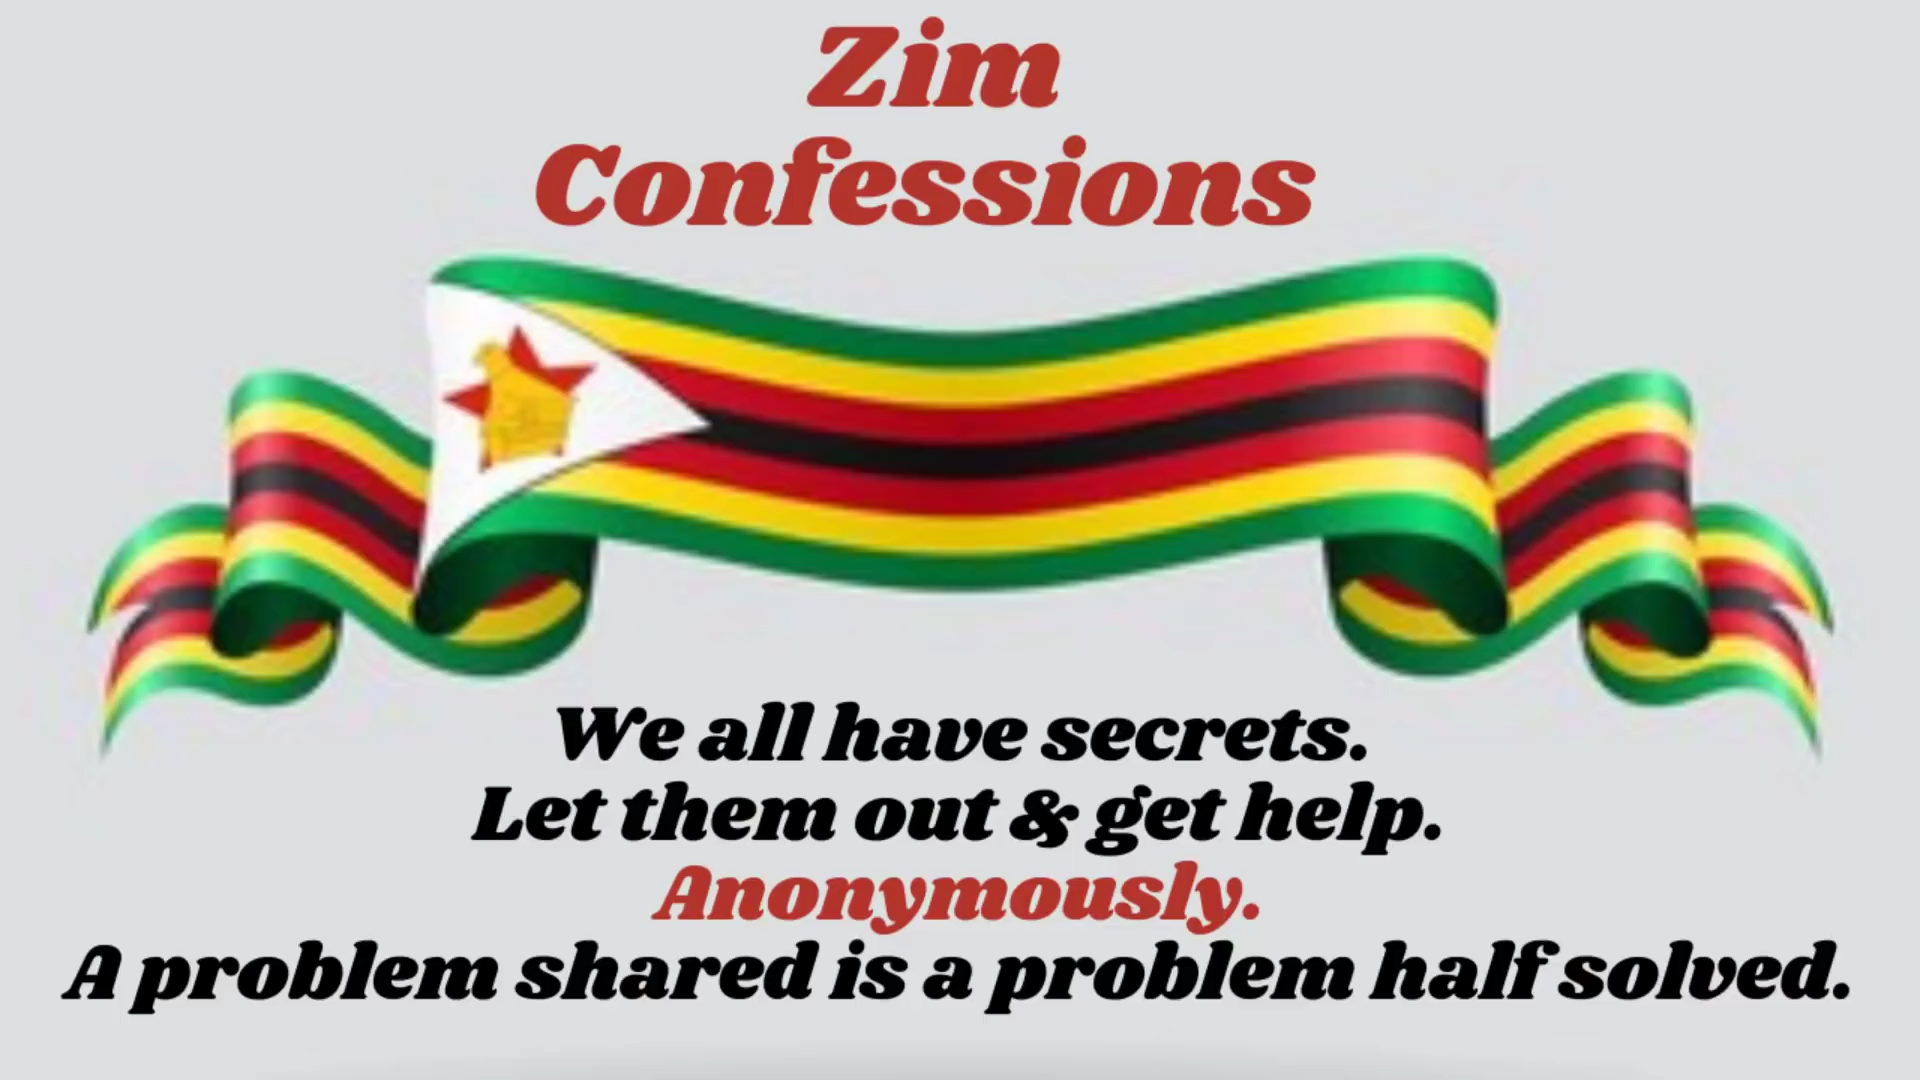 Zim
Confessions
We all have secrets.
Let them out & get help.
Anonymously.
A problem shared is a problem half solved.